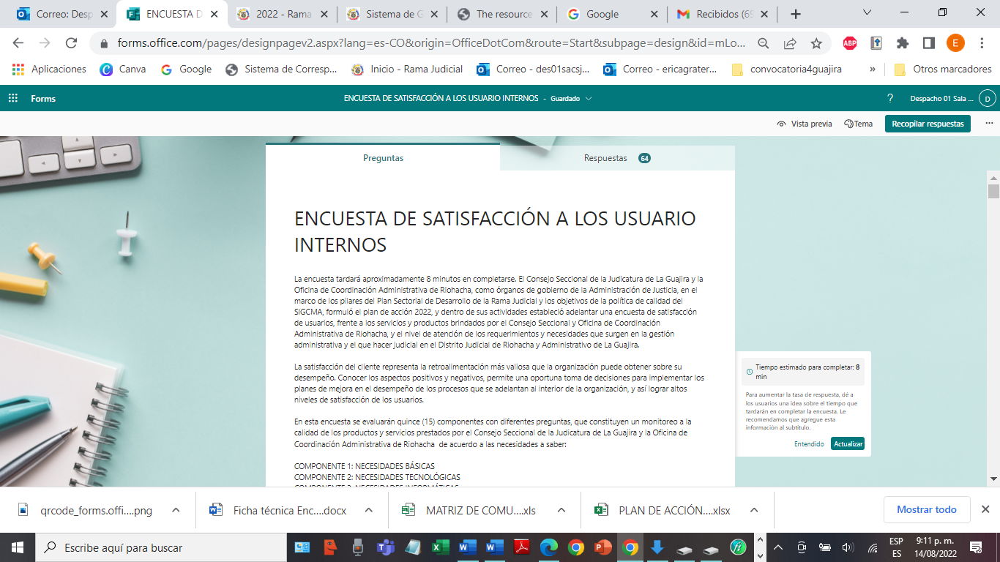 Correo: Desp
ENCUESTA D
2022 - Rama
Sistema de G
The resource
Google
Recibidos (65
forms.office.com/pages/designpagev2.aspx?lang=es-CO&origin=OfficeDotCom&route=Start&subpage=design&id=mLo...
ABP
E
Aplicaciones
Canva
Google
Sistema de Corresp...
Inicio - Rama Judicial
Correo - des01sacsj...
Correo - ericagrater...
convocatoria4guajira
»
Otros marcadores
Forms
ENCUESTA DE SATISFACCIÓN A LOS USUARIO INTERNOS - Guardado
?
Despacho 01 Sala ...
D
Vista previa
Tema
Recopilar respuestas
...
Preguntas
Respuestas 64
ENCUESTA DE SATISFACCIÓN A LOS USUARIO
INTERNOS
La encuesta tardará aproximadamente 8 minutos en completarse. El Consejo Seccional de la Judicatura de La Guajira y la
Oficina de Coordinación Administrativa de Riohacha, como órganos de gobierno de la Administración de Justicia, en el
marco de los pilares del Plan Sectorial de Desarrollo de la Rama Judicial y los objetivos de la política de calidad del
SIGCMA, formuló el plan de acción 2022, y dentro de sus actividades estableció adelantar una encuesta de satisfacción
de usuarios, frente a los servicios y productos brindados por el Consejo Seccional y Oficina de Coordinación
Administrativa de Riohacha, y el nivel de atención de los requerimientos y necesidades que surgen en la gestión
administrativa y el que hacer judicial en el Distrito Judicial de Riohacha y Administrativo de La Guajira.
La satisfacción del cliente representa la retroalimentación más valiosa que la organización puede obtener sobre su
desempeño. Conocer los aspectos positivos y negativos, permite una oportuna toma de decisiones para implementar los
planes de mejora en el desempeño de los procesos que se adelantan al interior de la organización, y así lograr altos
niveles de satisfacción de los usuarios.
En esta encuesta se evaluarán quince (15) componentes con diferentes preguntas, que constituyen un monitoreo a la
calidad de los productos y servicios prestados por el Consejo Seccional de la Judicatura de La Guajira y la Oficina de
Coordinación Administrativa de Riohacha de acuerdo a las necesidades a saber:
COMPONENTE 1: NECESIDADES BÁSICAS
COMPONENTE 2: NECESIDADES TECNOLÓGICAS
COMPONENTE 3: NECESIDADES INFORMÁTICAS
Tiempo estimado para completar: 8
min
Para aumentar la tasa de respuesta, dé a
los usuarios una idea sobre el tiempo que
tardarán en completar la encuesta. Le
recomendamos que agregue esta
información al subtítulo.
Entendido
Actualizar
qrcode_forms.offi....png
Ficha técnica Enc....docx
MATRIZ DE COMU....xls
PLAN DE ACCIÓN....xlsx
Mostrar todo
Escribe aquí para buscar
ESP
ES
9:11 p. m.
14/08/2022